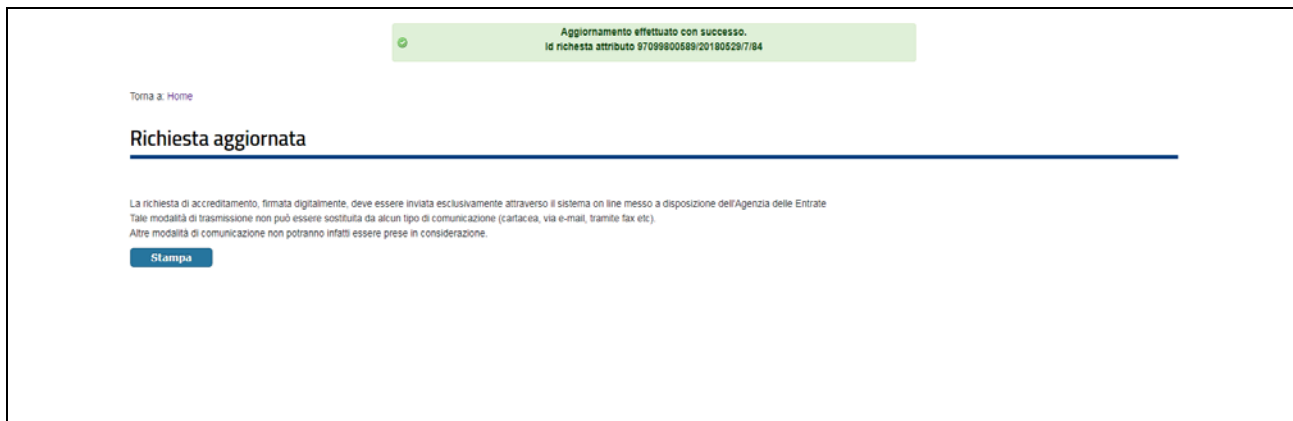 Aggiornamento effettuato con successo.
Id richesta attributo 97099800589/20180529/7/84
Torna a: Home
Richiesta aggiornata
La richiesta di accreditamento, firmata digitalmente, deve essere inviata esclusivamente attraverso il sistema on line messo a disposizione dell'Agenzia delle Entrate
Tale modalità di trasmissione non può essere sostituita da alcun tipo di comunicazione (cartacea, via e-mail, tramite fax etc).
Altre modalità di comunicazione non potranno infatti essere prese in considerazione.
Stampa